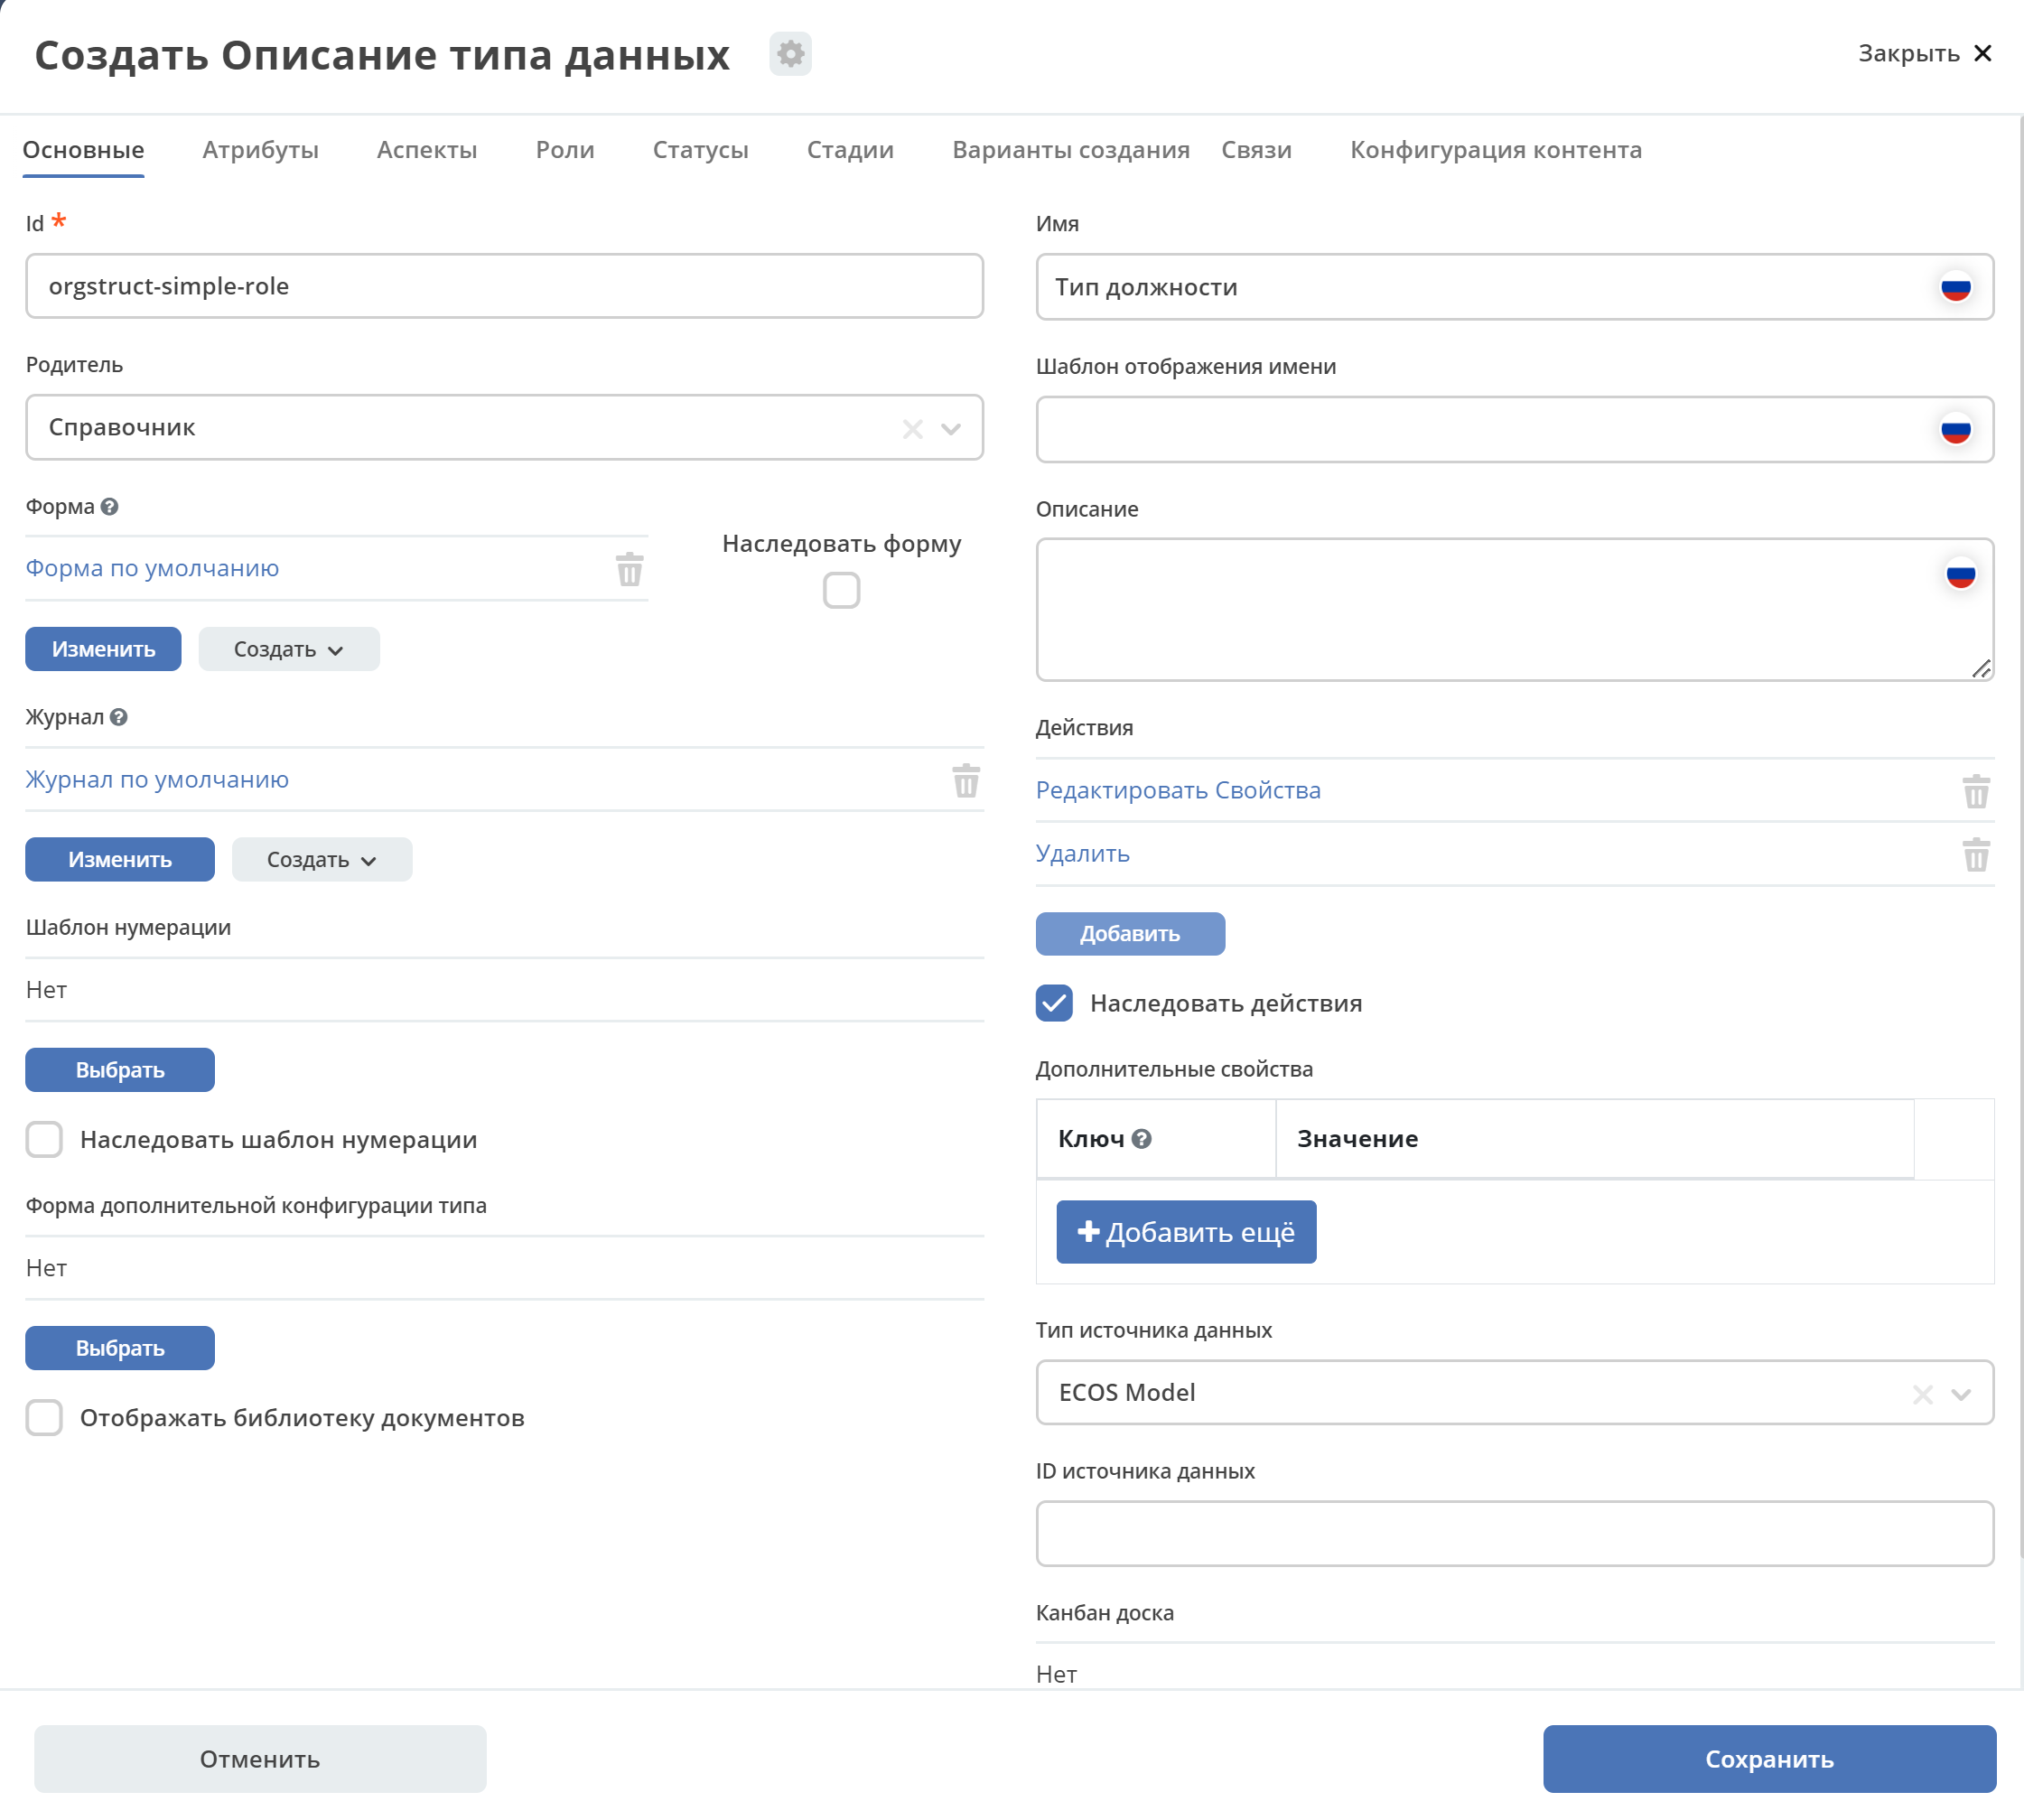 Создать Описание типа данных
Закрыть
Основные Атрибуты Аспекты Роли Статусы Стадии Варианты создания Связи Конфигурация контента
Id *
orgstruct-simple-role
Родитель
Справочник
Форма
Форма по умолчанию
Наследовать форму
Изменить Создать
Журнал
Журнал по умолчанию
Изменить Создать
Шаблон нумерации
Нет
Выбрать
Наследовать шаблон нумерации
Форма дополнительной конфигурации типа
Нет
Выбрать
Отображать библиотеку документов
Имя
Тип должности
Шаблон отображения имени
Описание
Действия
Редактировать Свойства
Удалить
Добавить
Наследовать действия
Дополнительные свойства
Ключ Значение
Добавить ещё
Тип источника данных
ECOS Model
ID источника данных
Канбан доска
Нет
Отменить Сохранить